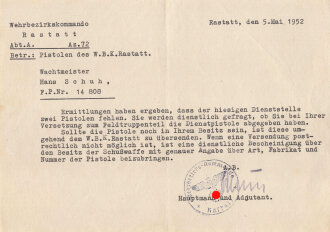 Wehrbezirkskommando
Rastatt
Rastatt, den 5.Mai 1952
Abt.A. Az.72
Betr.: Pistolen des W.B.K.Rastatt.
Wachtmeister
Hans Schuh,
F.P.Nr. 14 808
Ermittlungen haben ergeben, dass der hiesigen Dienststelle
zwei Pistolen fehlen. Sie werden dienstlich gefragt, ob Sie bei Ihrer
Versetzung zum Feldtruppenteil die Dienstpistole abgegeben haben.
Sollte die Pistole noch in Ihrem Besitz sein, ist diese um-
gehend dem W.B.K.Rastatt zu übersenden. Wenn eine Versendung post-
rechtlich nicht möglich ist, ist eine dienstliche Bescheinigung über
den Besitz der Schußwaffe mit genauer Angabe über Art, Fabrikat und
Nummer der Pistole beizubringen.
I.A.
Hauptmann und Adjutant.